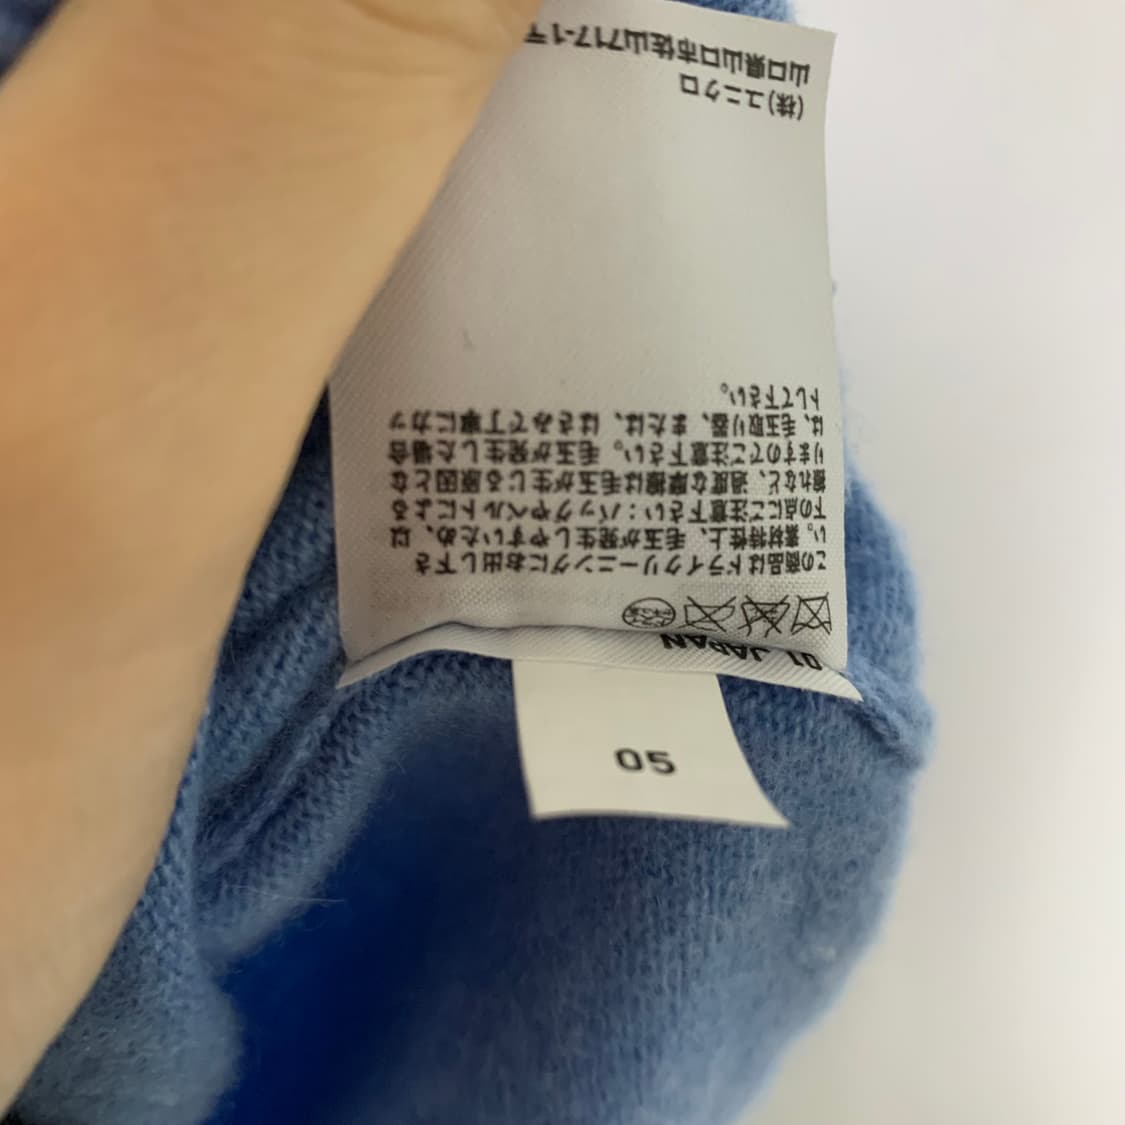 01 JAPAN
この商品はドライクリーニングにお出し下さ
い。素材特性上、毛玉が発生しやすいため、以
下の点にご注意下さい：バッグやベルトによる
擦れなど、過度な摩擦は毛玉が生じる原因とな
りますのでご注意下さい。毛玉が発生した場合
は、毛玉取り器、または、はさみで丁寧にカッ
トして下さい。
(株)ユニクロ
山口県山口市佐山717-1
05